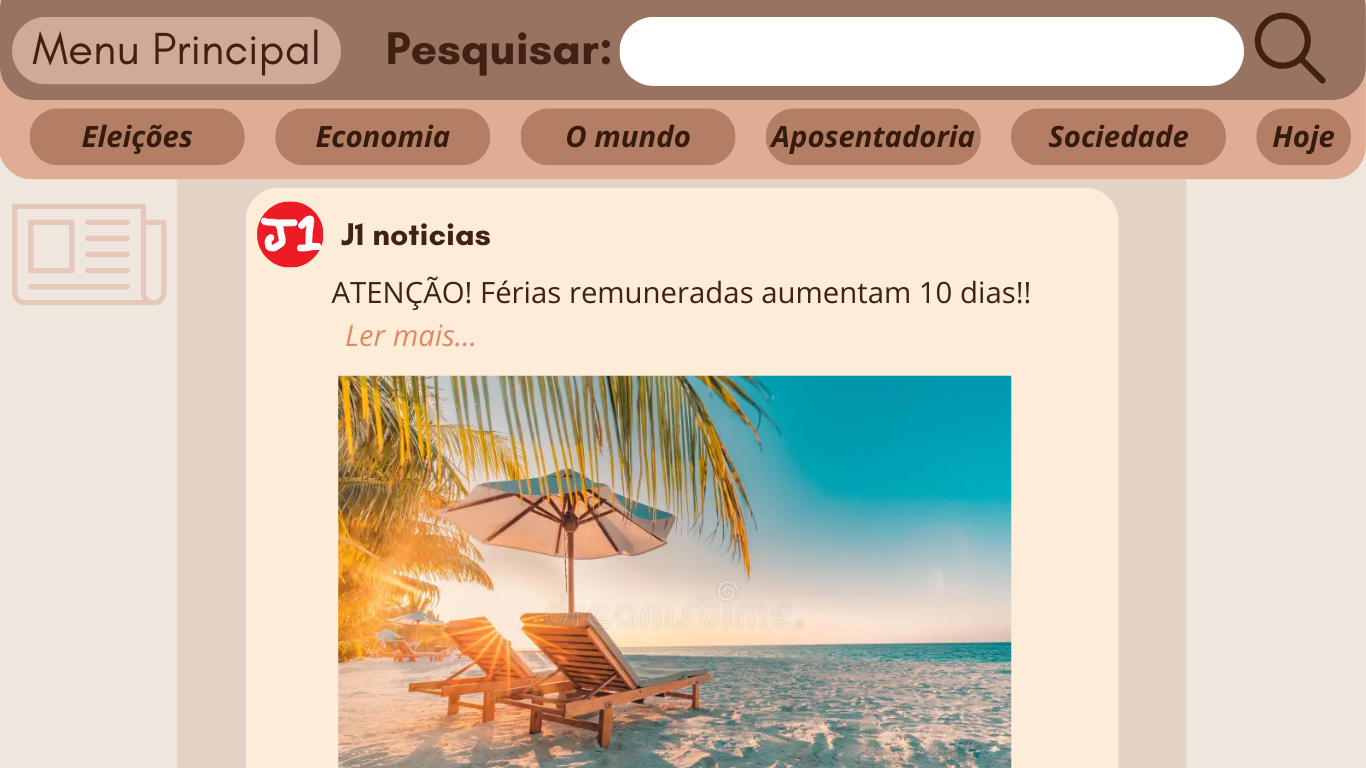 Menu Principal
Pesquisar:
Eleições
Economia
O mundo
Aposentadoria
Sociedade
Hoje
J1
J1 noticias
ATENÇÃO! Férias remuneradas aumentam 10 dias!!
Ler mais...
dreamstime.